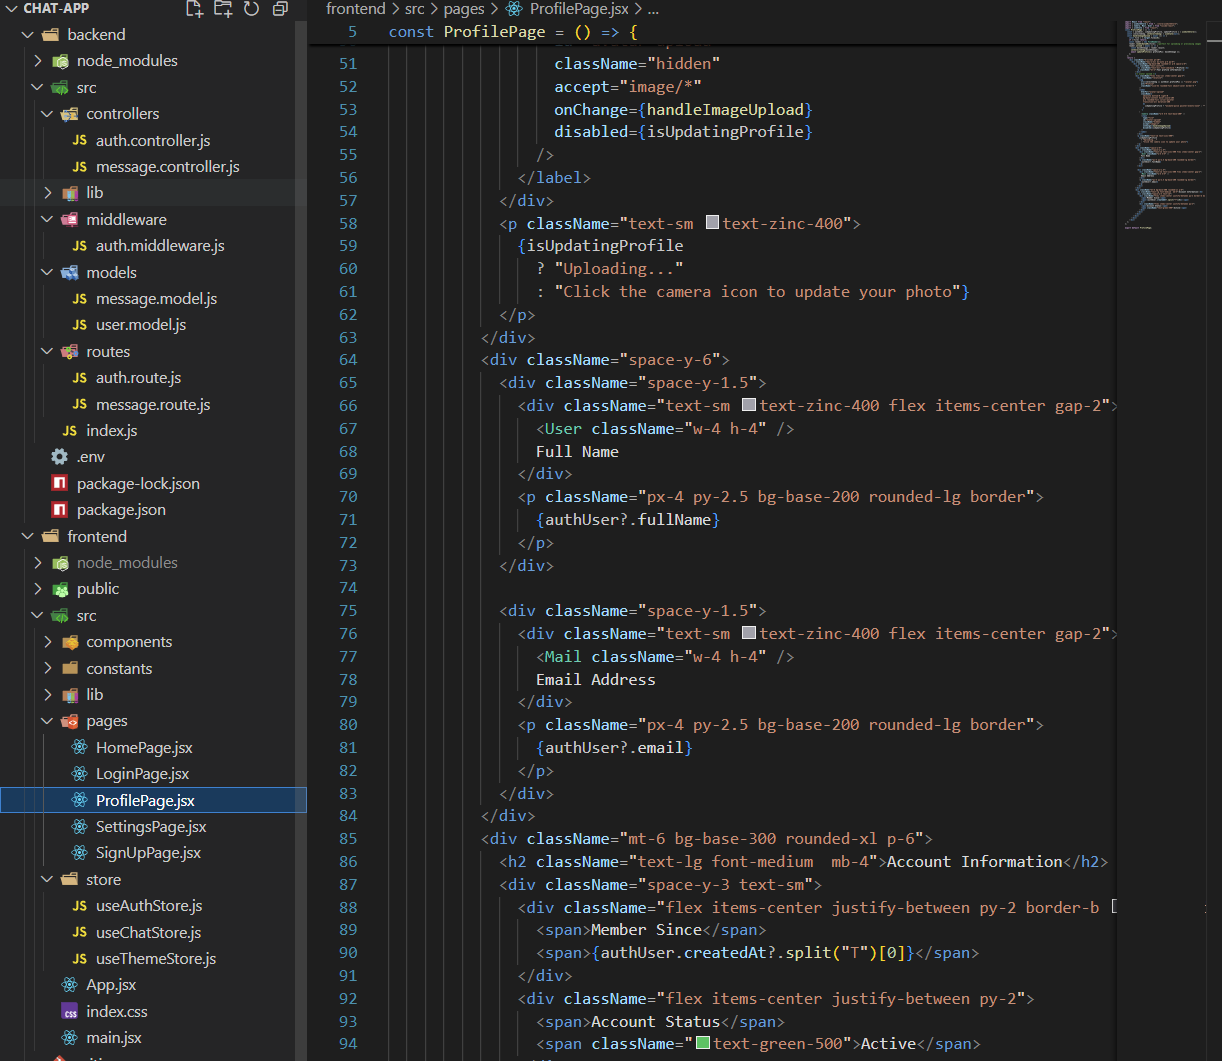 CHAT-APP
backend
node_modules
src
controllers
JS auth.controller.js
JS message.controller.js
lib
middleware
JS auth.middleware.js
models
JS message.model.js
JS user.model.js
routes
JS auth.route.js
JS message.route.js
JS index.js
.env
package-lock.json
package.json
frontend
node_modules
public
src
components
constants
lib
pages
HomePage.jsx
LoginPage.jsx
ProfilePage.jsx
SettingsPage.jsx
SignUpPage.jsx
store
JS useAuthStore.js
JS useChatStore.js
JS useThemeStore.js
App.jsx
css index.css
main.jsx
frontend > src > pages > ProfilePage.jsx > ...
5 const ProfilePage = () => {
51 className="hidden"
52 accept="image/*"
53 onChange={handleImageUpload}
54 disabled={isUpdatingProfile}
55 />
56 </label>
57 </div>
58 <p className="text-sm text-zinc-400">
59 {isUpdatingProfile
60 ? "Uploading..."
61 : "Click the camera icon to update your photo"}
62 </p>
63 </div>
64 <div className="space-y-6">
65 <div className="space-y-1.5">
66 <div className="text-sm text-zinc-400 flex items-center gap-2">
67 <User className="w-4 h-4" />
68 Full Name
69 </div>
70 <p className="px-4 py-2.5 bg-base-200 rounded-lg border">
71 {authUser?.fullName}
72 </p>
73 </div>
74
75 <div className="space-y-1.5">
76 <div className="text-sm text-zinc-400 flex items-center gap-2">
77 <Mail className="w-4 h-4" />
78 Email Address
79 </div>
80 <p className="px-4 py-2.5 bg-base-200 rounded-lg border">
81 {authUser?.email}
82 </p>
83 </div>
84 </div>
85 <div className="mt-6 bg-base-300 rounded-xl p-6">
86 <h2 className="text-lg font-medium  mb-4">Account Information</h2>
87 <div className="space-y-3 text-sm">
88 <div className="flex items-center justify-between py-2 border-b
89 <span>Member Since</span>
90 <span>{authUser.createdAt?.split("T")[0]}</span>
91 </div>
92 <div className="flex items-center justify-between py-2">
93 <span>Account Status</span>
94 <span className="text-green-500">Active</span>